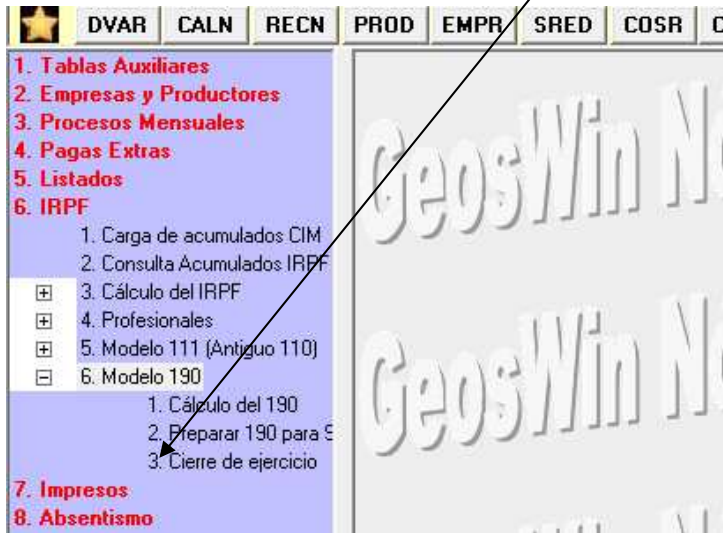 DVAR CALN RECN PROD EMPR SRED COSR
1. Tablas Auxiliares
2. Empresas y Productores
3. Procesos Mensuales
4. Pagas Extras
5. Listados
6. IRPF
1. Carga de acumulados CIM
2. Consulta Acumulados IRPF
3. Cálculo del IRPF
4. Profesionales
5. Modelo 111 (Antiguo 110)
6. Modelo 190
1. Cálculo del 190
2. Preparar 190 para
3. Cierre de ejercicio
7. Impresos
8. Absentismo
GeosWin
GeosWin